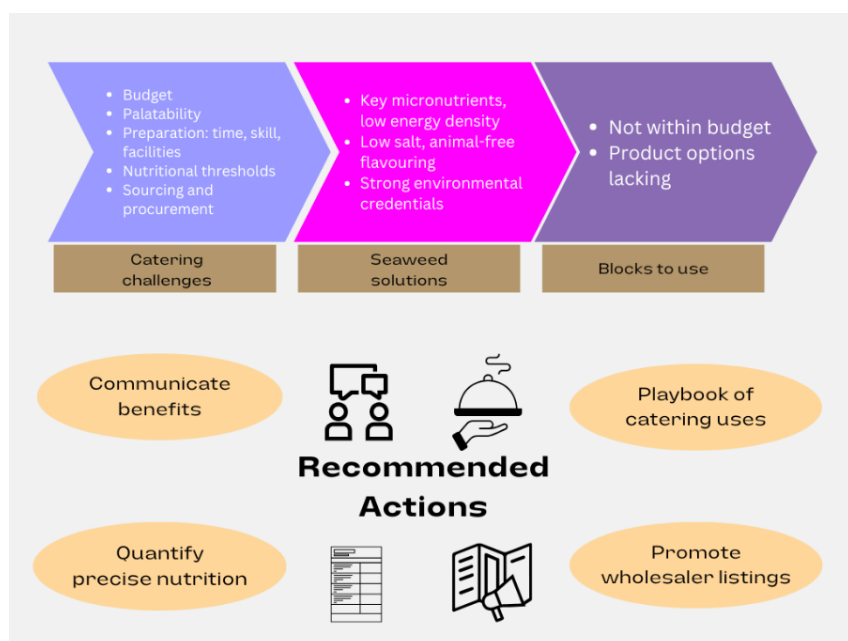 • Budget
• Palatability
• Preparation: time, skill,
facilities
• Nutritional thresholds
• Sourcing and
procurement
• Key micronutrients,
low energy density
• Low salt, animal-free
flavouring
• Strong environmental
credentials
• Not within budget
• Product options
lacking
Catering
challenges
Seaweed
solutions
Blocks to use
Communicate
benefits
Playbook of
catering uses
Recommended
Actions
Quantify
precise nutrition
Promote
wholesaler listings